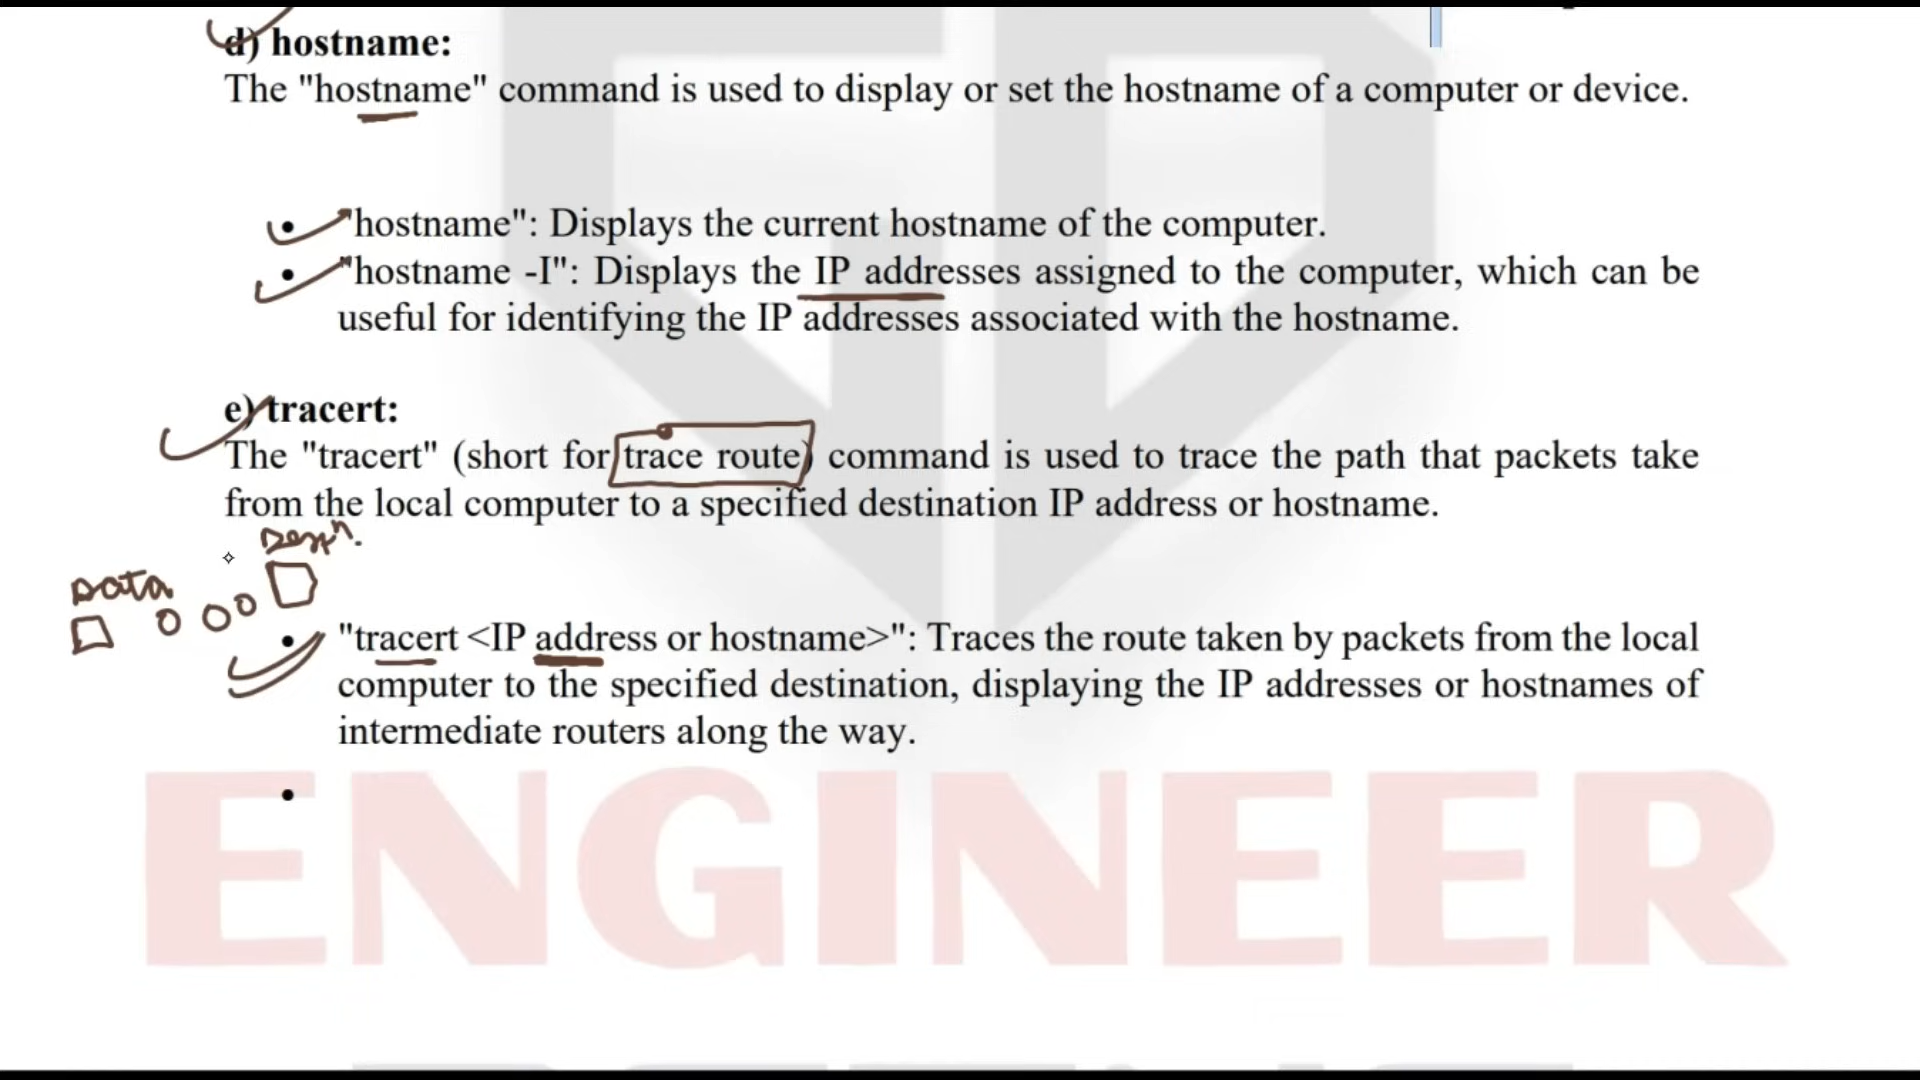 d) hostname:
The "hostname" command is used to display or set the hostname of a computer or device.
• "hostname": Displays the current hostname of the computer.
• "hostname -I": Displays the IP addresses assigned to the computer, which can be
useful for identifying the IP addresses associated with the hostname.
e) tracert:
The "tracert" (short for trace route) command is used to trace the path that packets take
from the local computer to a specified destination IP address or hostname.
Data
• "tracert <IP address or hostname>": Traces the route taken by packets from the local
computer to the specified destination, displaying the IP addresses or hostnames of
intermediate routers along the way.
•
ENGINEER